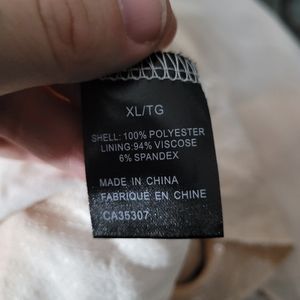 XL/TG
SHELL: 100% POLYESTER
LINING: 94% VISCOSE
6% SPANDEX
MADE IN CHINA
FABRIQUÉ EN CHINE
CA35307